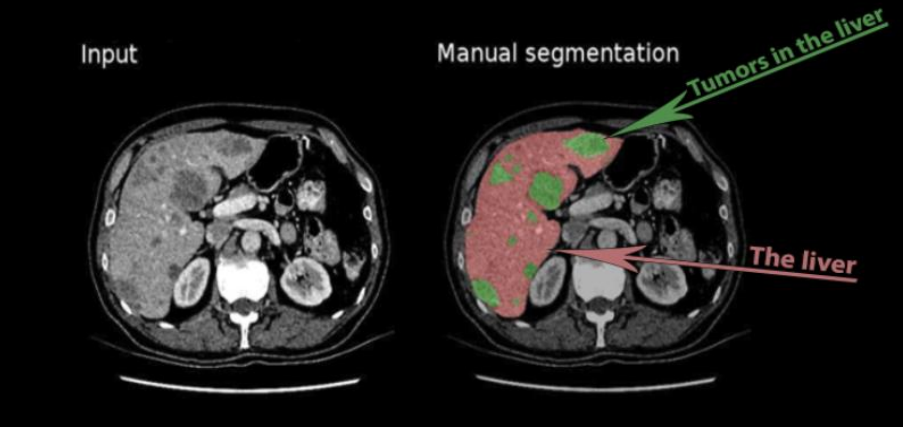 Input
Manual segmentation
Tumors in the liver
The liver